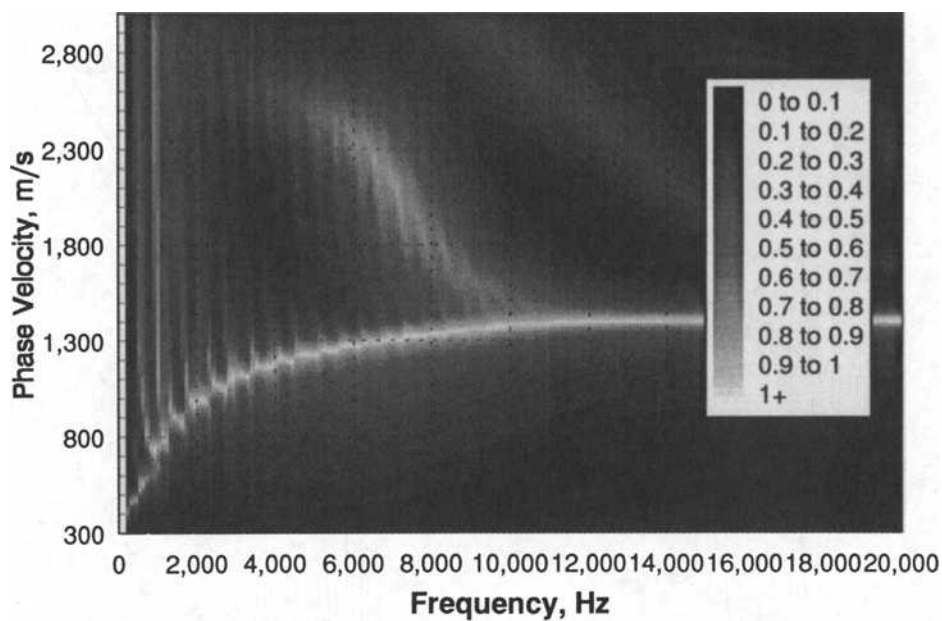 2,800
2,300
1,800
1,300
800
300
Phase Velocity, m/s
0 to 0.1
0.1 to 0.2
0.2 to 0.3
0.3 to 0.4
0.4 to 0.5
0.5 to 0.6
0.6 to 0.7
0.7 to 0.8
0.8 to 0.9
0.9 to 1
1+
0 2,000 4,000 6,000 8,000 10,000 12,000 14,000 16,000 18,000 20,000
Frequency, Hz